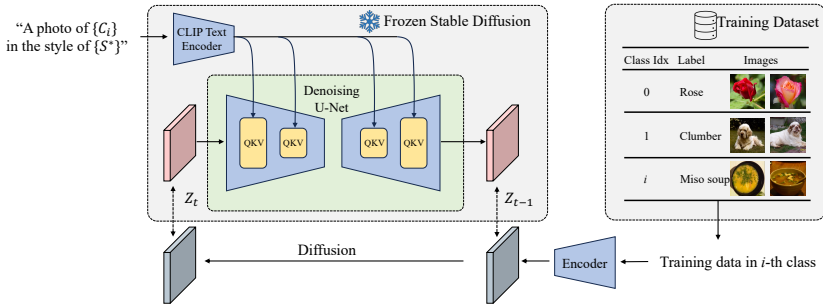 "A photo of {C_i}
in the style of {S*}"
CLIP Text
Encoder
Frozen Stable Diffusion
Denoising
U-Net
QKV
QKV
QKV
QKV
Z_t
Z_{t-1}
Diffusion
Encoder
Training data in i-th class
Training Dataset
Class Idx Label Images
0 Rose
1 Clumber
i Miso soup